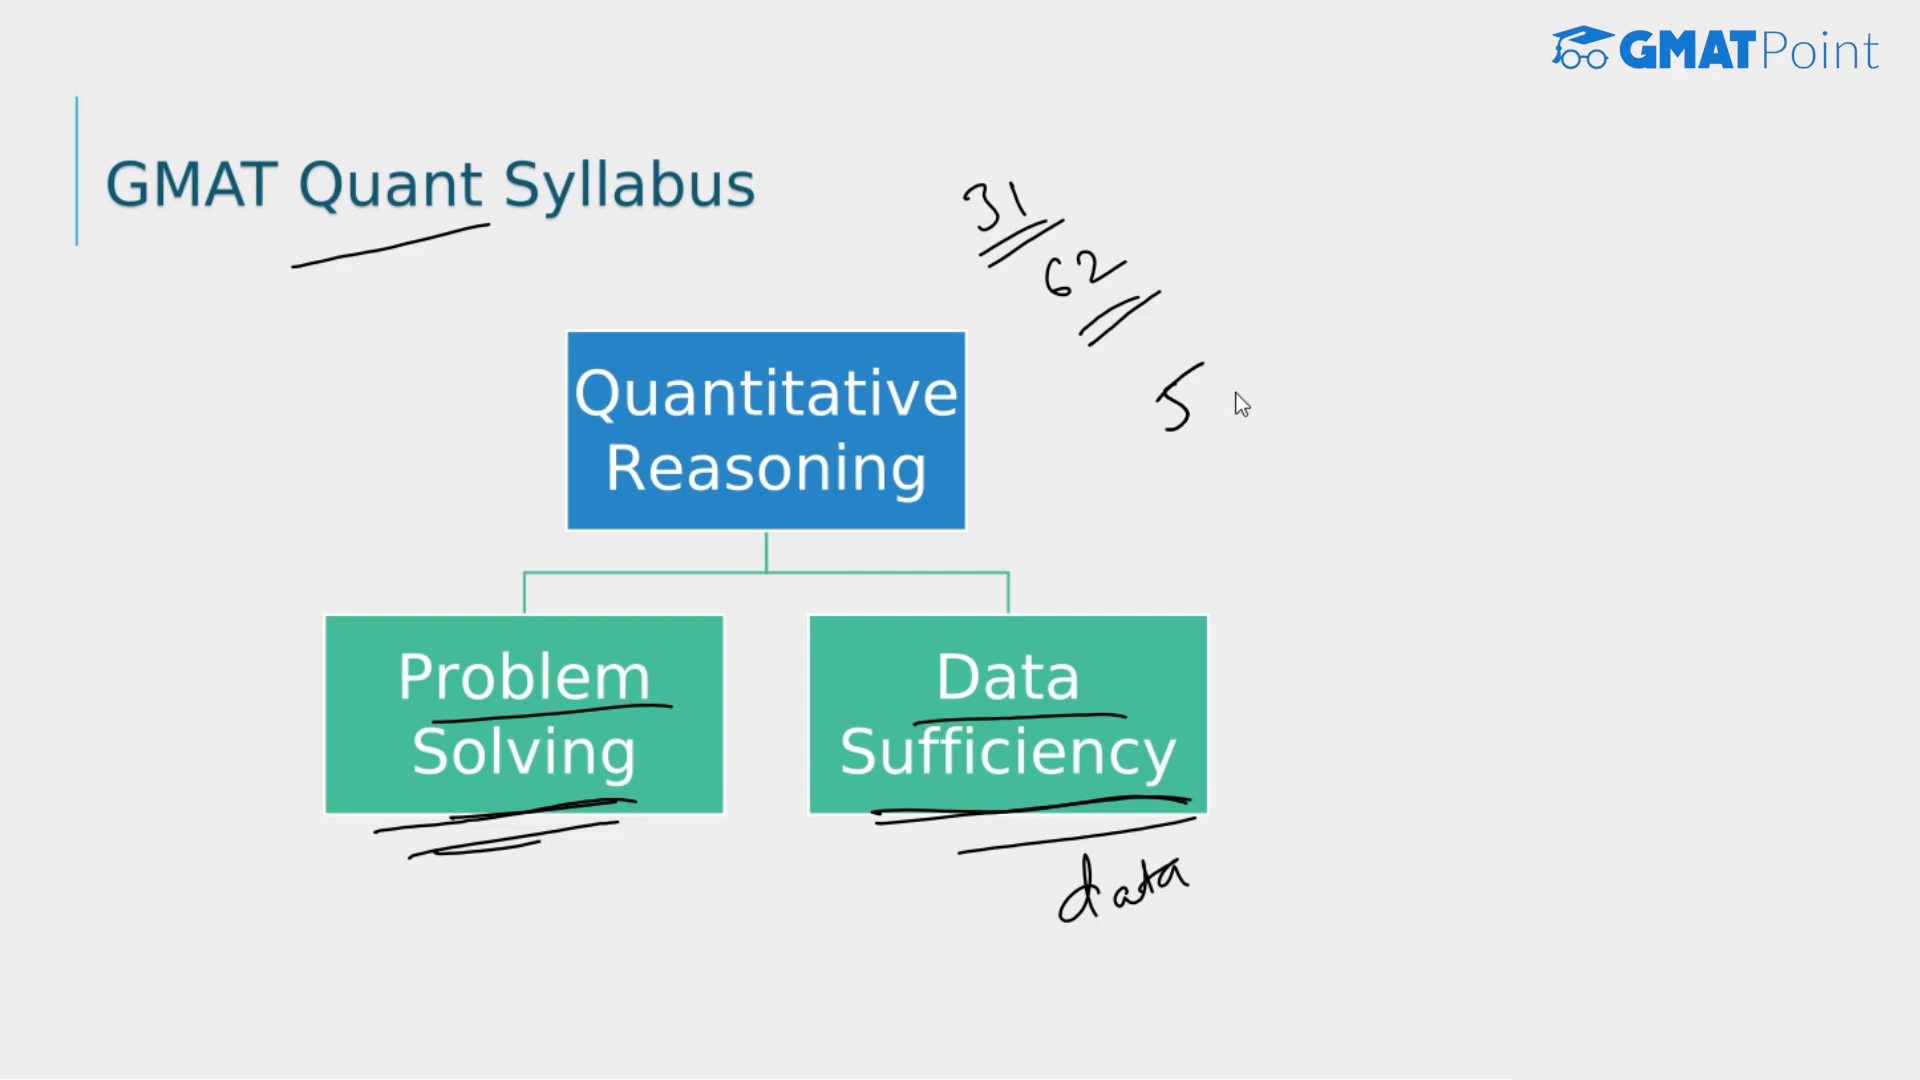 GMATPoint
GMAT Quant Syllabus
31
62
5
Quantitative
Reasoning
Problem
Solving
Data
Sufficiency
data